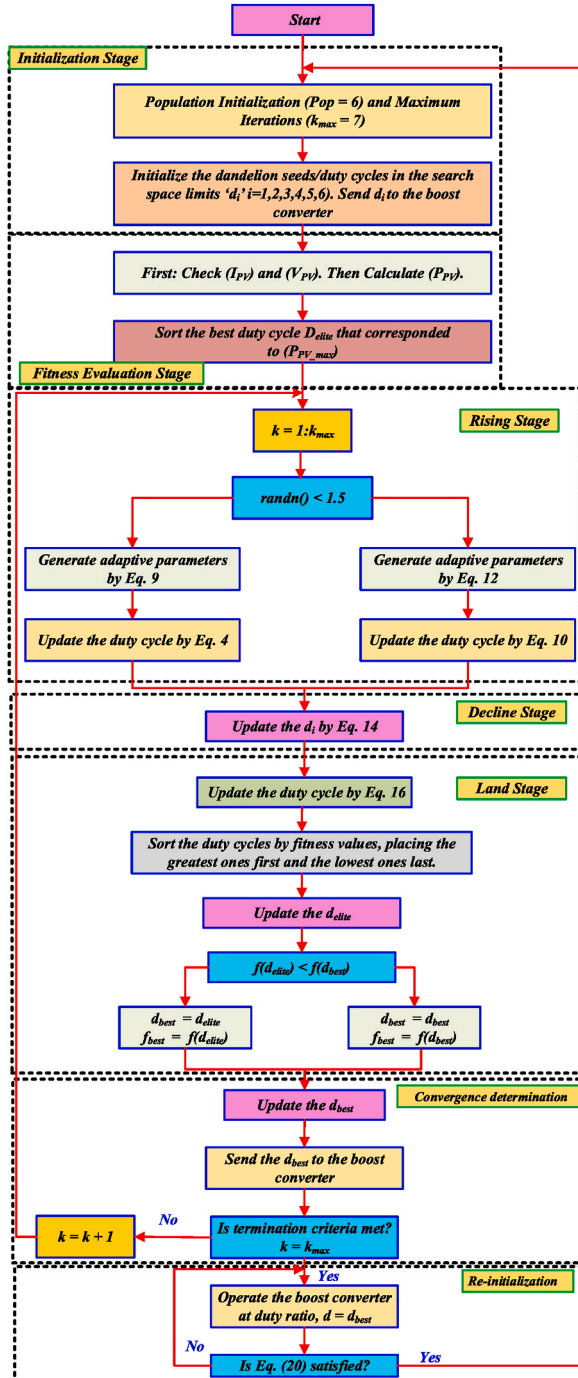 Start
Initialization Stage
Population Initialization (Pop = 6) and Maximum
Iterations (kmax = 7)
Initialize the dandelion seeds/duty cycles in the search
space limits ‘di’ i=1,2,3,4,5,6). Send di to the boost
converter
First: Check (IPV) and (VPV). Then Calculate (PPV).
Sort the best duty cycle Delite that corresponded
to (PPV_max)
Fitness Evaluation Stage
Rising Stage
k = 1:kmax
randn() < 1.5
Generate adaptive parameters
by Eq. 9
Generate adaptive parameters
by Eq. 12
Update the duty cycle by Eq. 4
Update the duty cycle by Eq. 10
Decline Stage
Update the di by Eq. 14
Land Stage
Update the duty cycle by Eq. 16
Sort the duty cycles by fitness values, placing the
greatest ones first and the lowest ones last.
Update the delite
f(delite) < f(dbest)
dbest = delite
fbest = f(delite)
dbest = dbest
fbest = f(dbest)
Convergence determination
Update the dbest
Send the dbest to the boost
converter
No
k = k + 1
Is termination criteria met?
k = kmax
Re-initialization
Yes
Operate the boost converter
at duty ratio, d = dbest
No
Is Eq. (20) satisfied?
Yes